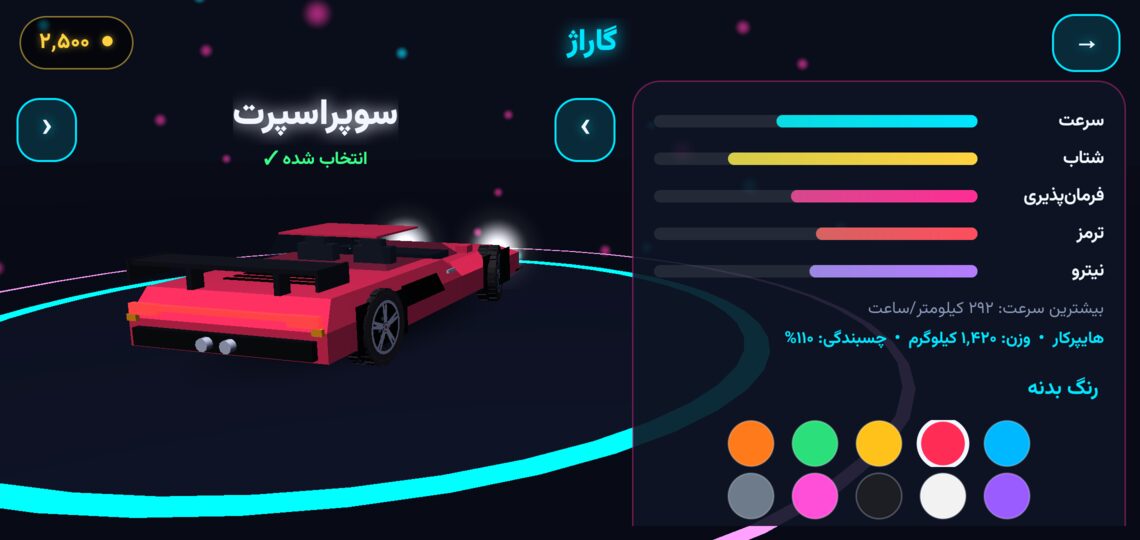 گاراژ
→
۲,۵۰۰
سوپراسپرت
انتخاب شده ✓
سرعت
شتاب
فرمان‌پذیری
ترمز
نیترو
بیشترین سرعت: ۲۹۲ کیلومتر/ساعت
هایپرکار • وزن: ۱,۴۲۰ کیلوگرم • چسبندگی: ۱۱۰%
رنگ بدنه